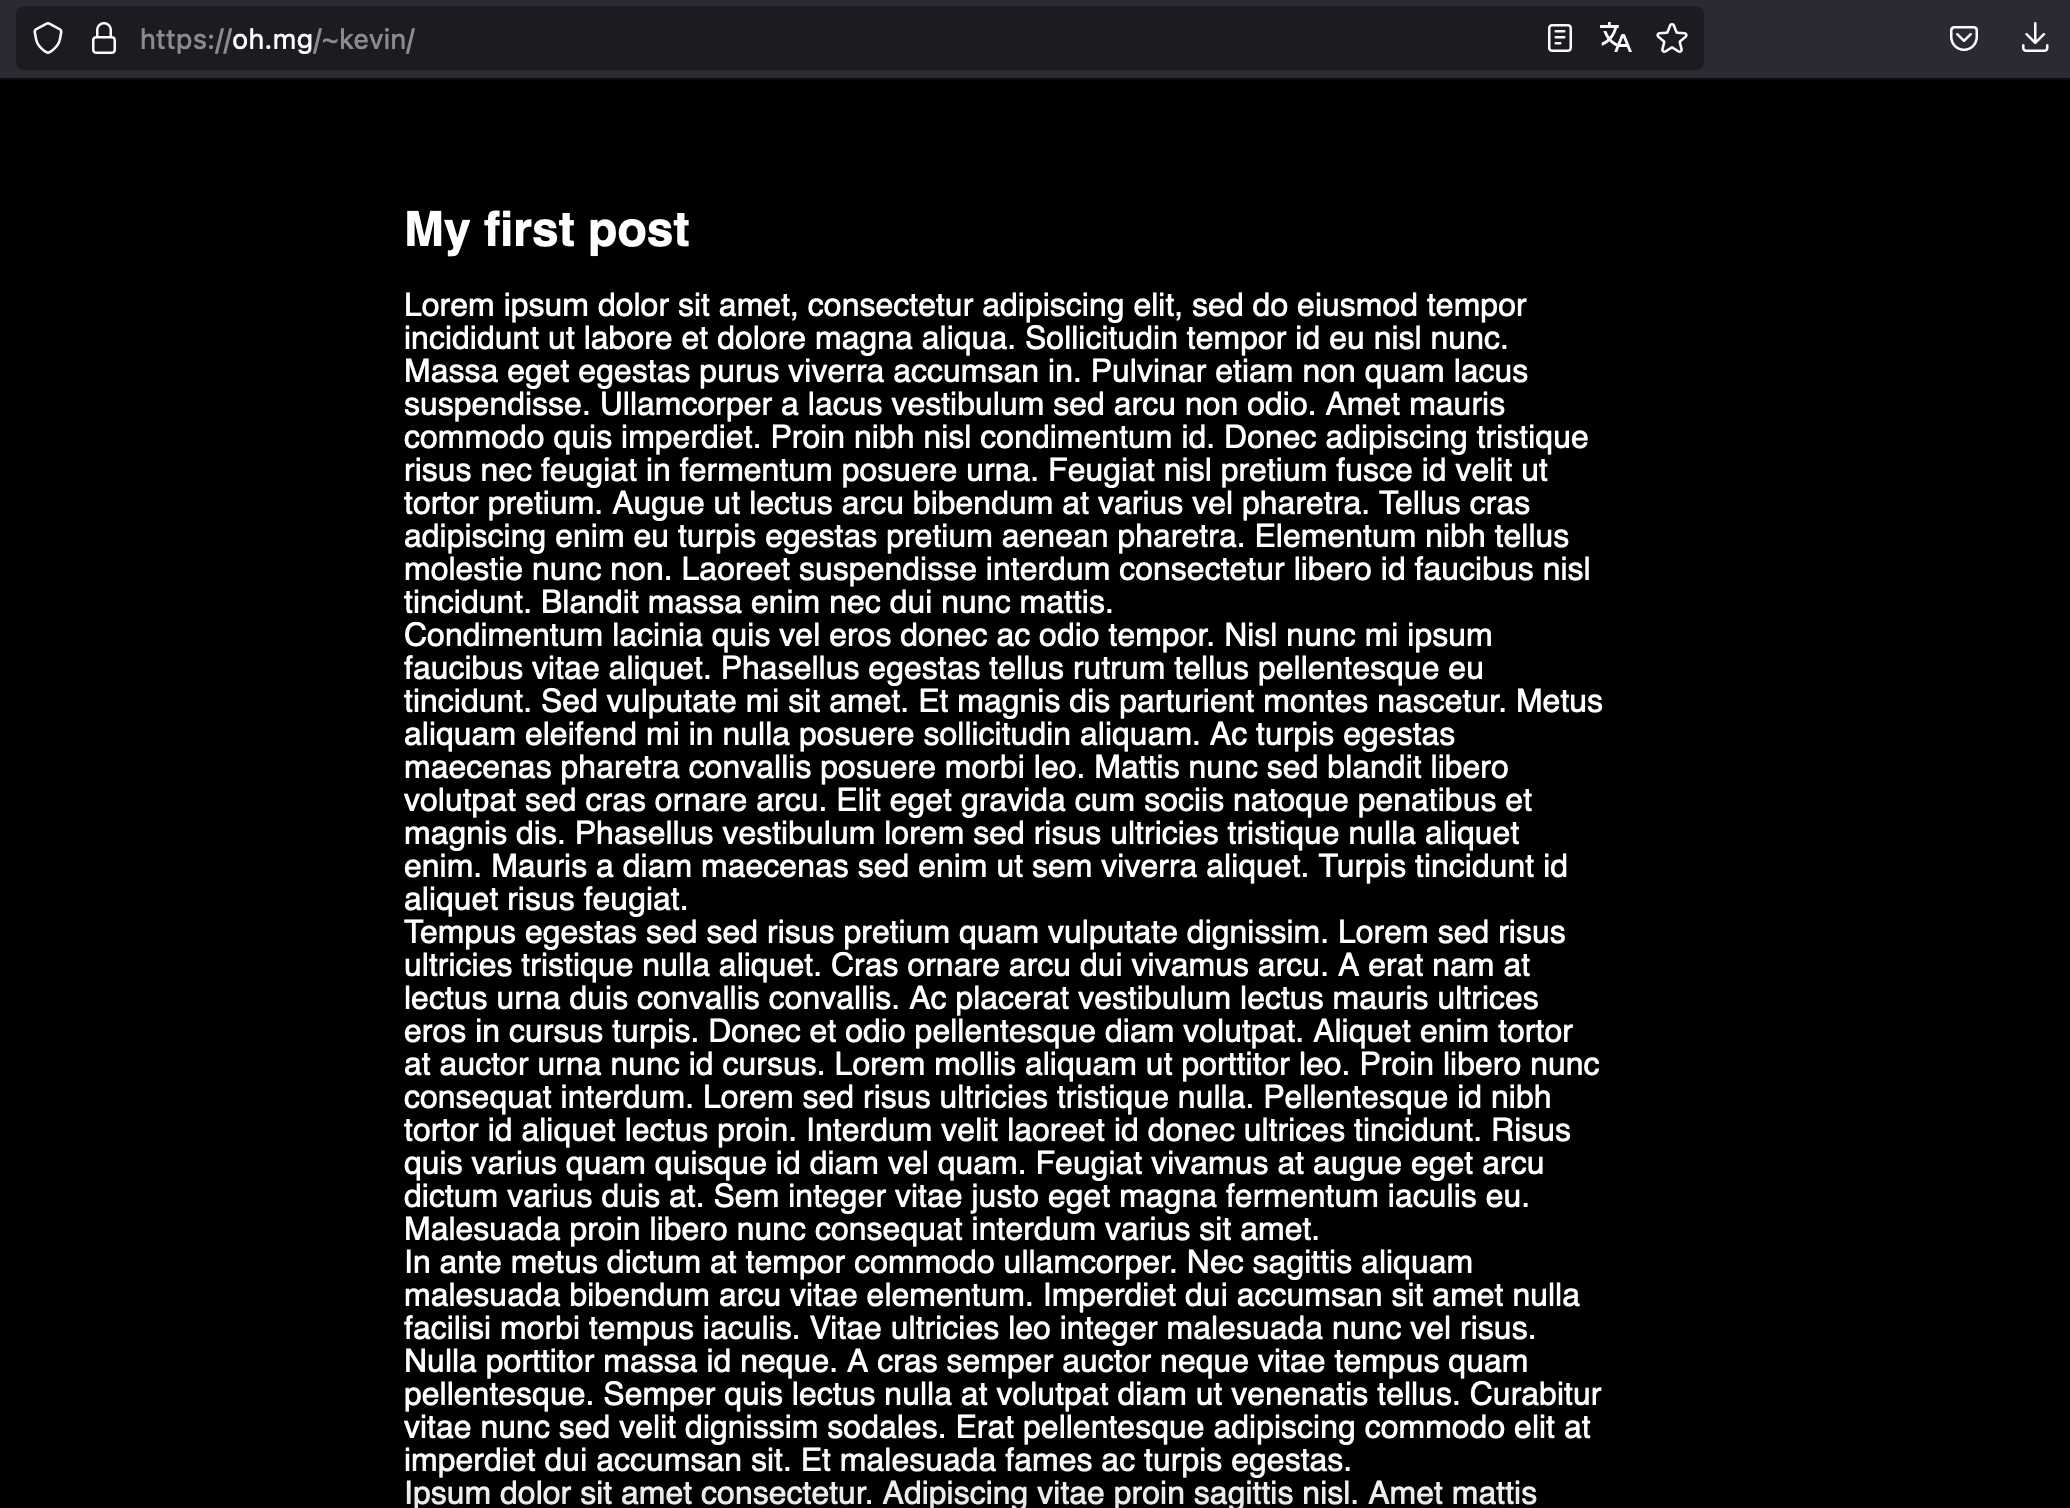 https://oh.mg/~kevin/
My first post
Lorem ipsum dolor sit amet, consectetur adipiscing elit, sed do eiusmod tempor
incididunt ut labore et dolore magna aliqua. Sollicitudin tempor id eu nisl nunc.
Massa eget egestas purus viverra accumsan in. Pulvinar etiam non quam lacus
suspendisse. Ullamcorper a lacus vestibulum sed arcu non odio. Amet mauris
commodo quis imperdiet. Proin nibh nisl condimentum id. Donec adipiscing tristique
risus nec feugiat in fermentum posuere urna. Feugiat nisl pretium fusce id velit ut
tortor pretium. Augue ut lectus arcu bibendum at varius vel pharetra. Tellus cras
adipiscing enim eu turpis egestas pretium aenean pharetra. Elementum nibh tellus
molestie nunc non. Laoreet suspendisse interdum consectetur libero id faucibus nisl
tincidunt. Blandit massa enim nec dui nunc mattis.
Condimentum lacinia quis vel eros donec ac odio tempor. Nisl nunc mi ipsum
faucibus vitae aliquet. Phasellus egestas tellus rutrum tellus pellentesque eu
tincidunt. Sed vulputate mi sit amet. Et magnis dis parturient montes nascetur. Metus
aliquam eleifend mi in nulla posuere sollicitudin aliquam. Ac turpis egestas
maecenas pharetra convallis posuere morbi leo. Mattis nunc sed blandit libero
volutpat sed cras ornare arcu. Elit eget gravida cum sociis natoque penatibus et
magnis dis. Phasellus vestibulum lorem sed risus ultricies tristique nulla aliquet
enim. Mauris a diam maecenas sed enim ut sem viverra aliquet. Turpis tincidunt id
aliquet risus feugiat.
Tempus egestas sed sed risus pretium quam vulputate dignissim. Lorem sed risus
ultricies tristique nulla aliquet. Cras ornare arcu dui vivamus arcu. A erat nam at
lectus urna duis convallis convallis. Ac placerat vestibulum lectus mauris ultrices
eros in cursus turpis. Donec et odio pellentesque diam volutpat. Aliquet enim tortor
at auctor urna nunc id cursus. Lorem mollis aliquam ut porttitor leo. Proin libero nunc
consequat interdum. Lorem sed risus ultricies tristique nulla. Pellentesque id nibh
tortor id aliquet lectus proin. Interdum velit laoreet id donec ultrices tincidunt. Risus
quis varius quam quisque id diam vel quam. Feugiat vivamus at augue eget arcu
dictum varius duis at. Sem integer vitae justo eget magna fermentum iaculis eu.
Malesuada proin libero nunc consequat interdum varius sit amet.
In ante metus dictum at tempor commodo ullamcorper. Nec sagittis aliquam
malesuada bibendum arcu vitae elementum. Imperdiet dui accumsan sit amet nulla
facilisi morbi tempus iaculis. Vitae ultricies leo integer malesuada nunc vel risus.
Nulla porttitor massa id neque. A cras semper auctor neque vitae tempus quam
pellentesque. Semper quis lectus nulla at volutpat diam ut venenatis tellus. Curabitur
vitae nunc sed velit dignissim sodales. Erat pellentesque adipiscing commodo elit at
imperdiet dui accumsan sit. Et malesuada fames ac turpis egestas.
Ipsum dolor sit amet consectetur. Adipiscing vitae proin sagittis nisl. Amet mattis